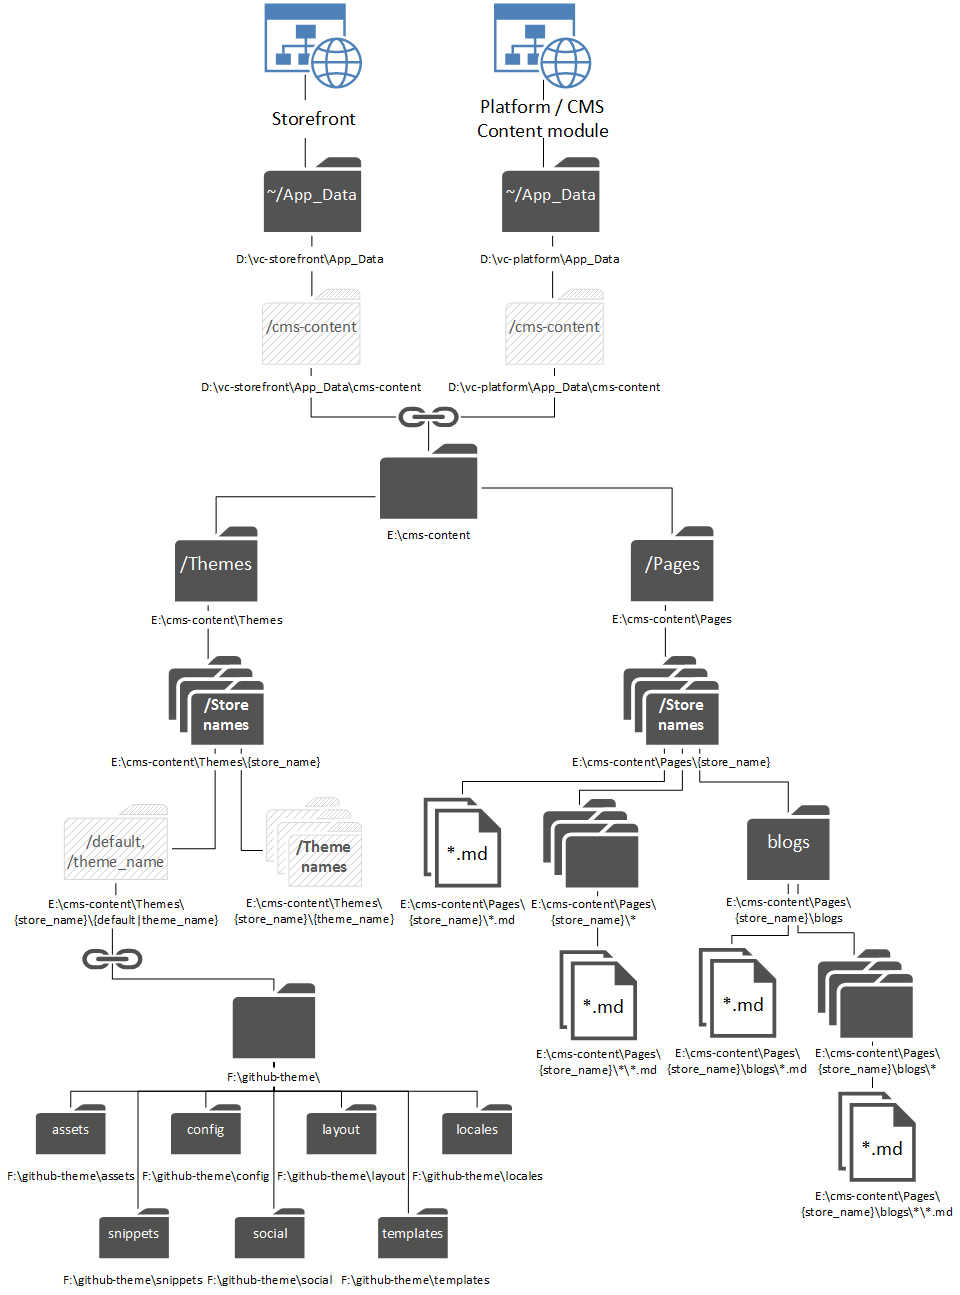 Storefront
Platform / CMS
Content module
~/App_Data
~/App_Data
D:\vc-storefront\App_Data
D:\vc-platform\App_Data
/cms-content
/cms-content
D:\vc-storefront\App_Data\cms-content
D:\vc-platform\App_Data\cms-content
E:\cms-content
/Themes
/Pages
E:\cms-content\Themes
E:\cms-content\Pages
/Store
names
/Store
names
E:\cms-content\Themes\{store_name}
E:\cms-content\Pages\{store_name}
/default,
/theme_name
/Theme
names
*.md
blogs
E:\cms-content\Themes\
{store_name}\{default|theme_name}
E:\cms-content\Themes\
{store_name}\{theme_name}
E:\cms-content\Pages\
{store_name}\*.md
E:\cms-content\Pages\
{store_name}\*
E:\cms-content\Pages\
{store_name}\blogs
*.md
*.md
F:\github-theme\
E:\cms-content\Pages\
{store_name}\*\*.md
E:\cms-content\Pages\
{store_name}\blogs\*.md
E:\cms-content\Pages\
{store_name}\blogs\*
assets
config
layout
locales
*.md
F:\github-theme\assets
F:\github-theme\config
F:\github-theme\layout
F:\github-theme\locales
E:\cms-content\Pages\
{store_name}\blogs\*\*.md
snippets
social
templates
F:\github-theme\snippets
F:\github-theme\social
F:\github-theme\templates